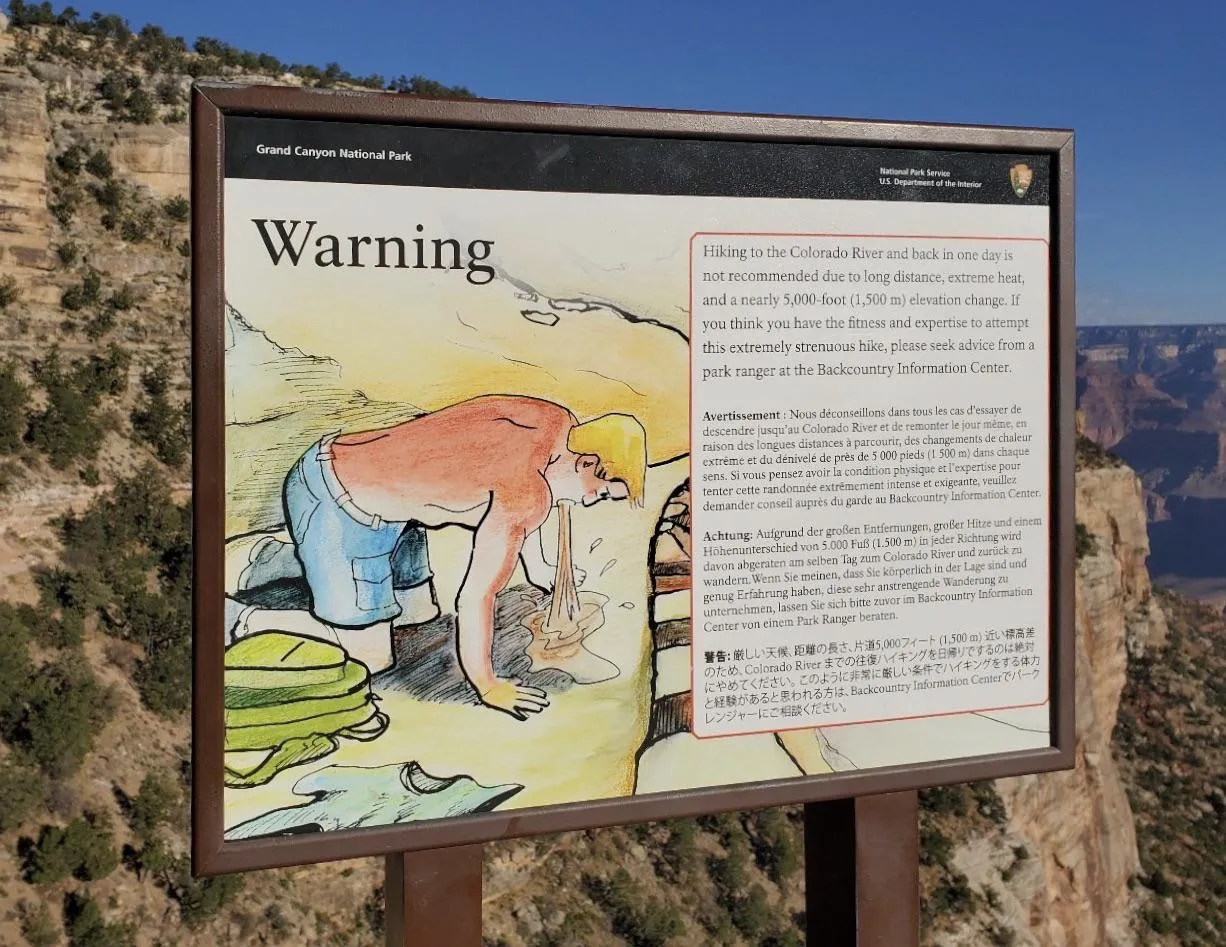 Grand Canyon National Park
National Park Service
U.S. Department of the Interior
Warning
Hiking to the Colorado River and back in one day is
not recommended due to long distance, extreme heat,
and a nearly 5,000-foot (1,500 m) elevation change. If
you think you have the fitness and expertise to attempt
this extremely strenuous hike, please seek advice from a
park ranger at the Backcountry Information Center.
Avertissement : Nous déconseillons dans tous les cas d'essayer de
descendre jusqu'au Colorado River et de remonter le jour même, en
raison des longues distances à parcourir, des changements de chaleur
extrême et du dénivelé de près de 5 000 pieds (1 500 m) dans chaque
sens. Si vous pensez avoir la condition physique et l'expertise pour
tenter cette randonnée extrêmement intense et exigeante, veuillez
demander conseil auprès du garde au Backcountry Information Center.
Achtung: Aufgrund der großen Entfernungen, großer Hitze und einem
Höhenunterschied von 5.000 Fuß (1.500 m) in jeder Richtung wird
davon abgeraten am selben Tag zum Colorado River und zurück zu
wandern. Wenn Sie meinen, dass Sie körperlich in der Lage sind und
genug Erfahrung haben, diese sehr anstrengende Wanderung zu
unternehmen, lassen Sie sich bitte zuvor im Backcountry Information
Center von einem Park Ranger beraten.
警告: 厳しい天候、距離の長さ、片道5,000フィート (1,500 m) 近い標高差
のため、Colorado River までの往復ハイキングを日帰りでするのは絶対
にやめてください。このように非常に厳しい条件でハイキングをする体力
と経験があると思われる方は、Backcountry Information Centerでパーク
レンジャーにご相談ください。